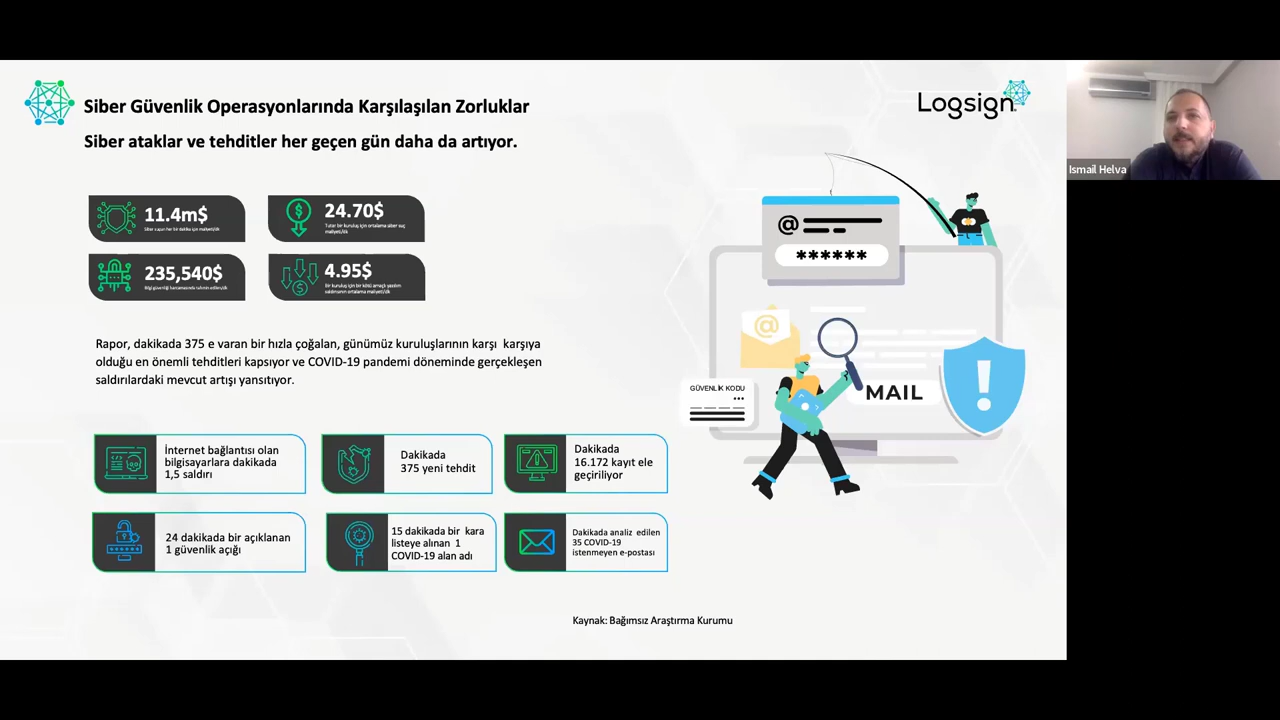 Siber Güvenlik Operasyonlarında Karşılaşılan Zorluklar
Siber ataklar ve tehditler her geçen gün daha da artıyor.
Logsign
Ismail Helva
11.4m$
24.70$
235,540$
4.95$
@
******
@
GÜVENLİK KODU
***
MAIL
Rapor, dakikada 375 e varan bir hızla çoğalan, günümüz kuruluşlarının karşı karşıya
olduğu en önemli tehditleri kapsıyor ve COVID-19 pandemi döneminde gerçekleşen
saldırılardaki mevcut artışı yansıtıyor.
İnternet bağlantısı olan
bilgisayarlara dakikada
1,5 saldırı
Dakikada
375 yeni tehdit
Dakikada
16.172 kayıt ele
geçiriliyor
24 dakikada bir açıklanan
1 güvenlik açığı
15 dakikada bir kara
listeye alınan 1
COVID-19 alan adı
Dakikada analiz edilen
35 COVID-19
istenmeyen e-postası
Kaynak: Bağımsız Araştırma Kurumu